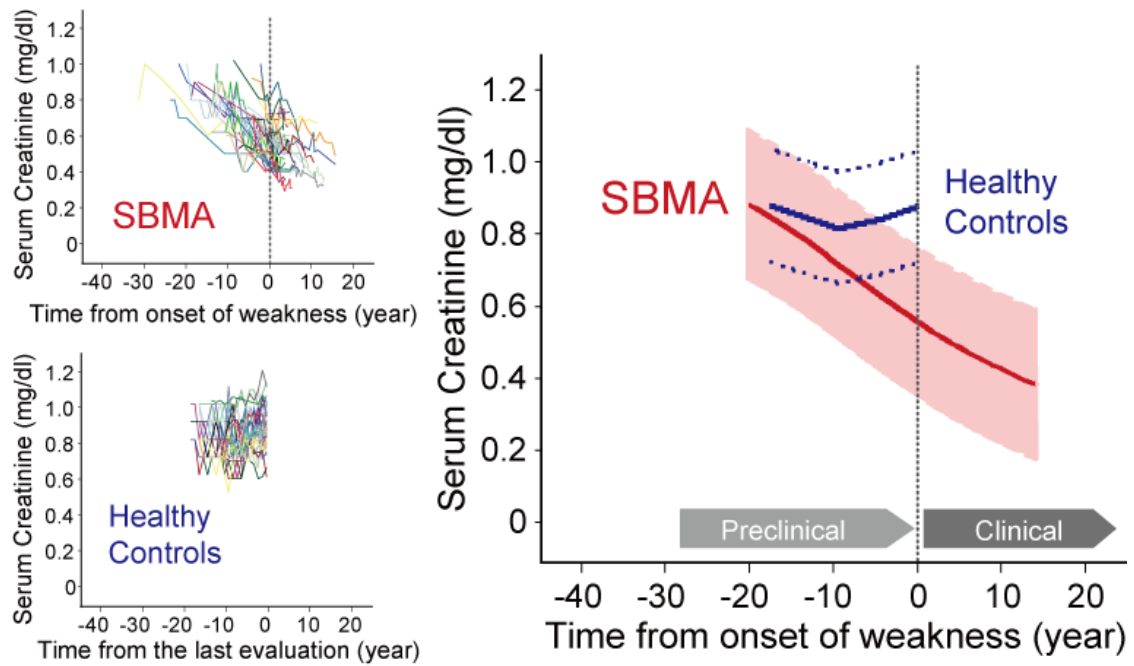 Serum Creatinine (mg/dl)
1.2
1.0
0.8
0.6
0.4
0.2
0
SBMA
-40 -30 -20 -10 0 10 20
Time from onset of weakness (year)
Serum Creatinine (mg/dl)
1.2
1.0
0.8
0.6
0.4
0.2
0
Healthy
Controls
-40 -30 -20 -10 0 10 20
Time from the last evaluation (year)
Serum Creatinine (mg/dl)
1.2
1.0
0.8
0.6
0.4
0.2
0
SBMA
Healthy
Controls
Preclinical
Clinical
-40 -30 -20 -10 0 10 20
Time from onset of weakness (year)